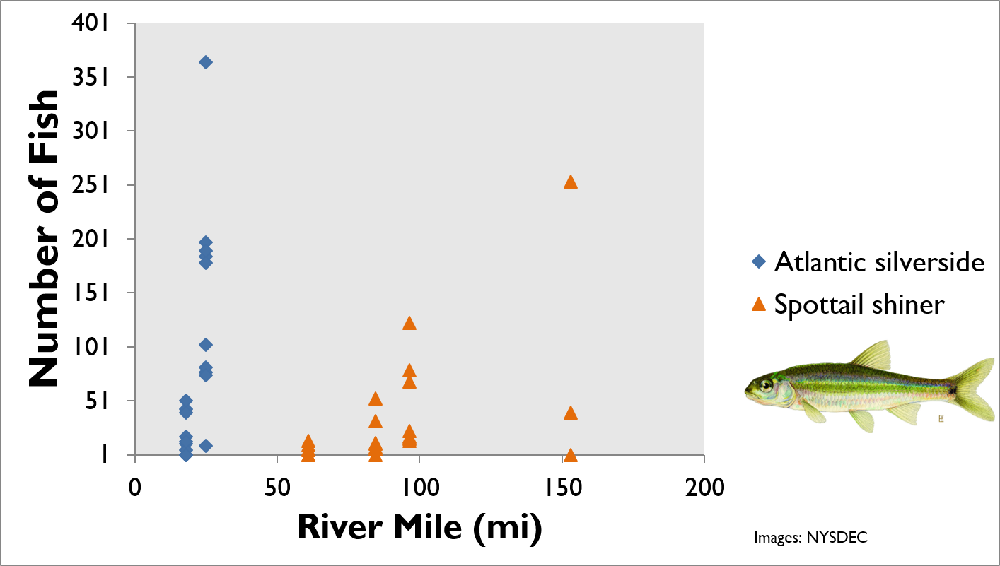 401
351
301
251
201
151
101
51
1
Number of Fish
0 50 100 150 200
River Mile (mi)
Atlantic silverside
Spottail shiner
Images: NYSDEC